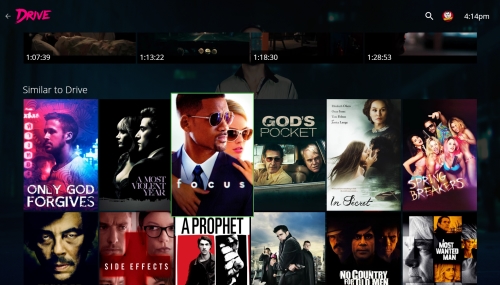 ← DRIVE
4:14pm
1:07:39
1:13:22
1:18:30
1:28:53
Similar to Drive
ONLY GOD
FORGIVES
A MOST
VIOLENT
YEAR
focus
GOD'S
POCKET
In Secret
SPRING
BREAKERS
SIDE EFFECTS
A PROPHET
NO COUNTRY
FOR OLD MEN
A MOST
WANTED
MAN